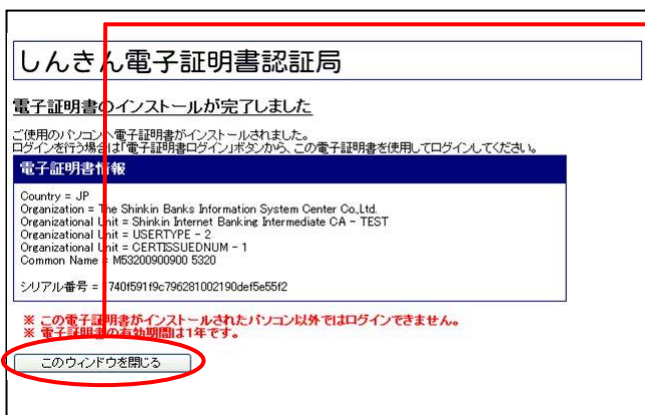 しんきん電子証明書認証局
電子証明書のインストールが完了しました
ご使用のパソコンへ電子証明書がインストールされました。
ログインを行う場合は「電子証明書ログイン」ボタンから、この電子証明書を使用してログインしてください。
電子証明書情報
Country = JP
Organization = The Shinkin Banks Information System Center Co.,Ltd.
Organizational Unit = Shinkin Internet Banking Intermediate CA - TEST
Organizational Unit = USERTYPE - 2
Organizational Unit = CERTISSUEDNUM - 1
Common Name = M53200900900 5320
シリアル番号 = 740f591f9c796281002190def5e55f2
※ この電子証明書がインストールされたパソコン以外ではログインできません。
※ 電子証明書の有効期間は1年です。
このウィンドウを閉じる